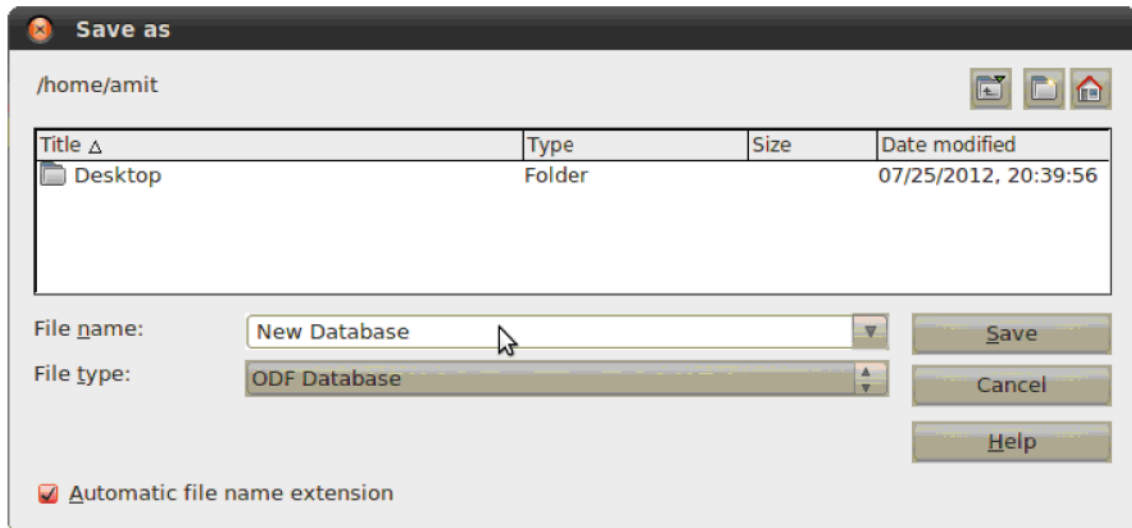 Save as
/home/amit
Title Type Size Date modified
Desktop Folder 07/25/2012, 20:39:56
File name: New Database Save
File type: ODF Database Cancel
Help
Automatic file name extension